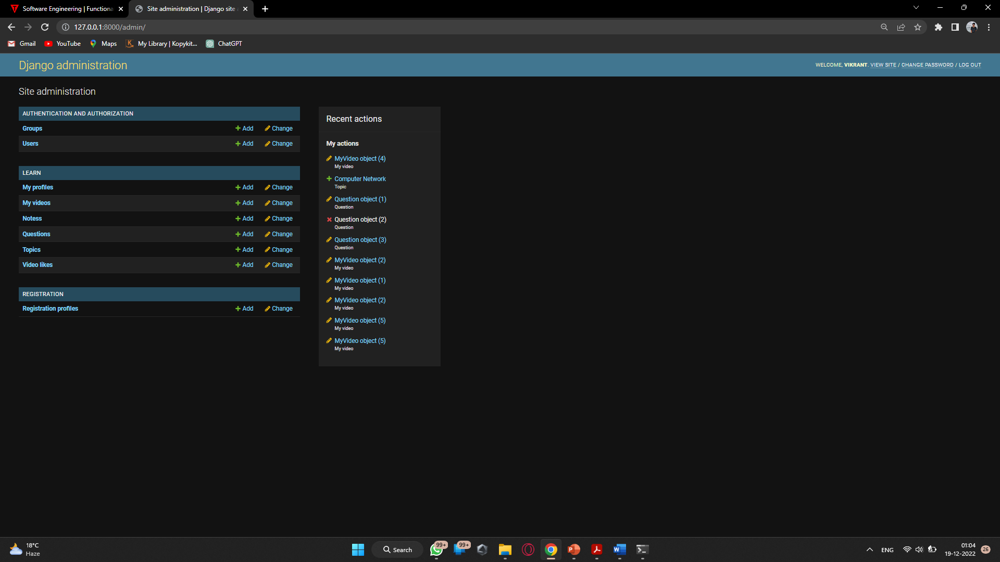 Software Engineering | Functiona
Site administration | Django site a
127.0.0.1:8000/admin/
Gmail
YouTube
Maps
My Library | Kopykit...
ChatGPT
Django administration
WELCOME, VIKRANT. VIEW SITE / CHANGE PASSWORD / LOG OUT
Site administration
AUTHENTICATION AND AUTHORIZATION
Groups Add Change
Users Add Change
LEARN
My profiles Add Change
My videos Add Change
Notess Add Change
Questions Add Change
Topics Add Change
Video likes Add Change
REGISTRATION
Registration profiles Add Change
Recent actions
My actions
MyVideo object (4)
My video
Computer Network
Topic
Question object (1)
Question
Question object (2)
Question
Question object (3)
Question
MyVideo object (2)
My video
MyVideo object (1)
My video
MyVideo object (2)
My video
MyVideo object (5)
My video
MyVideo object (5)
My video
18°C
Haze
Search
99+
99+
ENG
01:04
19-12-2022
26